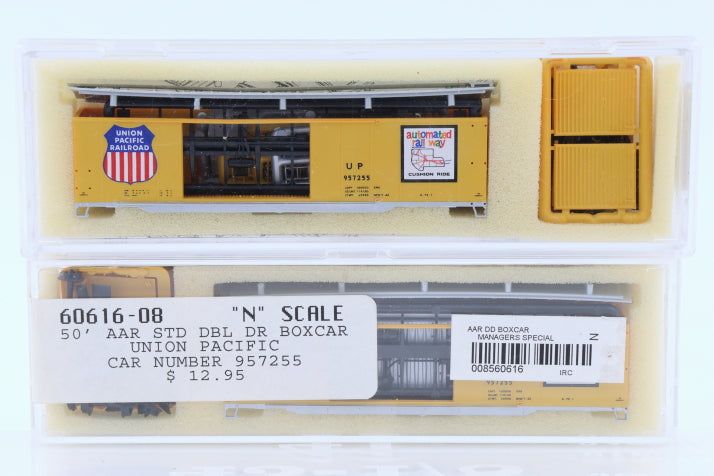 UNION
PACIFIC
RAILROAD
U P
957255
automated
rail way
CUSHION RIDE
60616-08 "N" SCALE
50' AAR STD DBL DR BOXCAR
UNION PACIFIC
CAR NUMBER 957255
$ 12.95
AAR DD BOXCAR
MANAGERS SPECIAL
N
008560616
IRC
957255